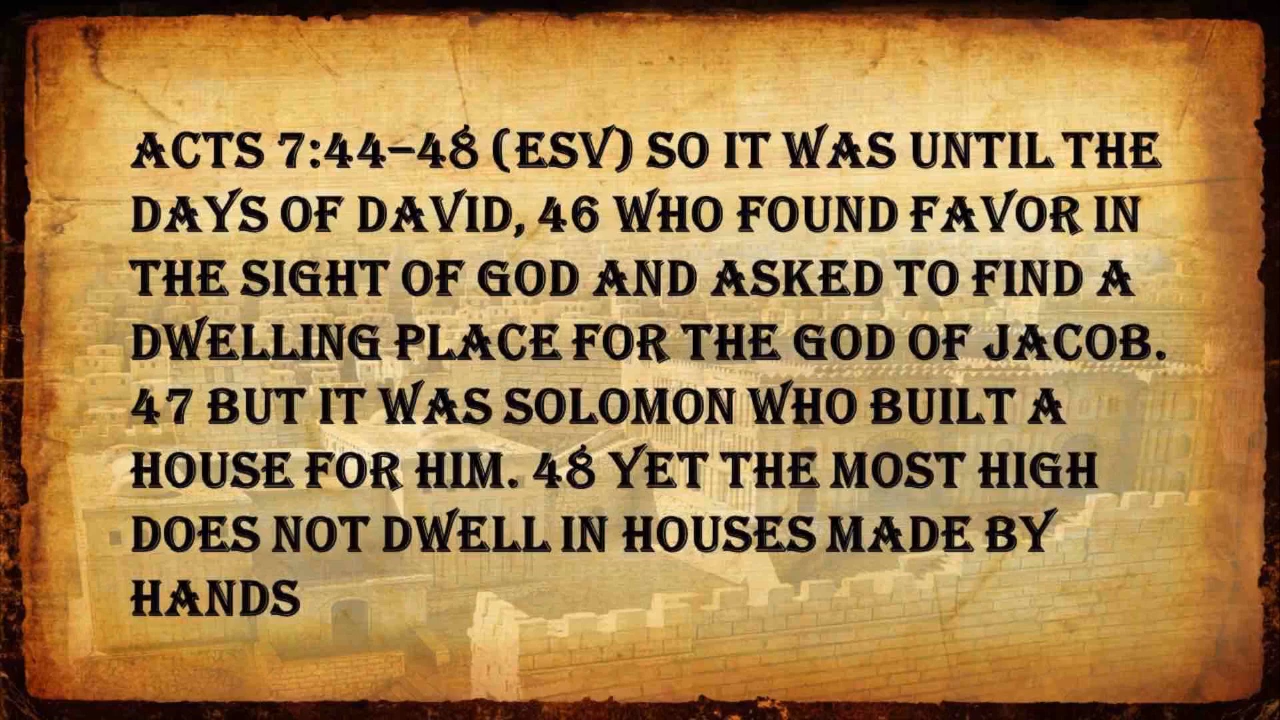 ACTS 7:44–48 (ESV) SO IT WAS UNTIL THE
DAYS OF DAVID, 46 WHO FOUND FAVOR IN
THE SIGHT OF GOD AND ASKED TO FIND A
DWELLING PLACE FOR THE GOD OF JACOB.
47 BUT IT WAS SOLOMON WHO BUILT A
HOUSE FOR HIM. 48 YET THE MOST HIGH
DOES NOT DWELL IN HOUSES MADE BY
HANDS